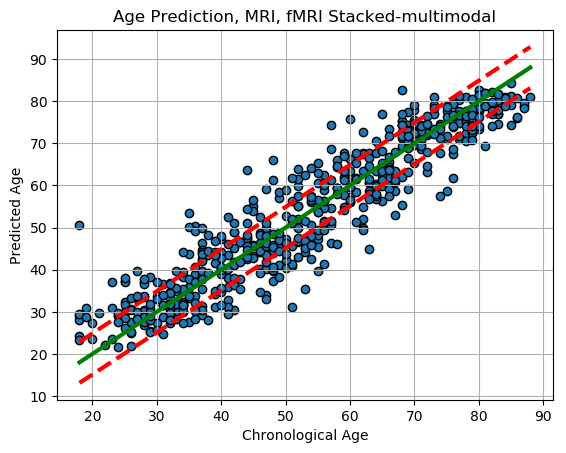 Age Prediction, MRI, fMRI Stacked-multimodal
90
80
70
60
50
40
30
20
10
Predicted Age
20 30 40 50 60 70 80 90
Chronological Age